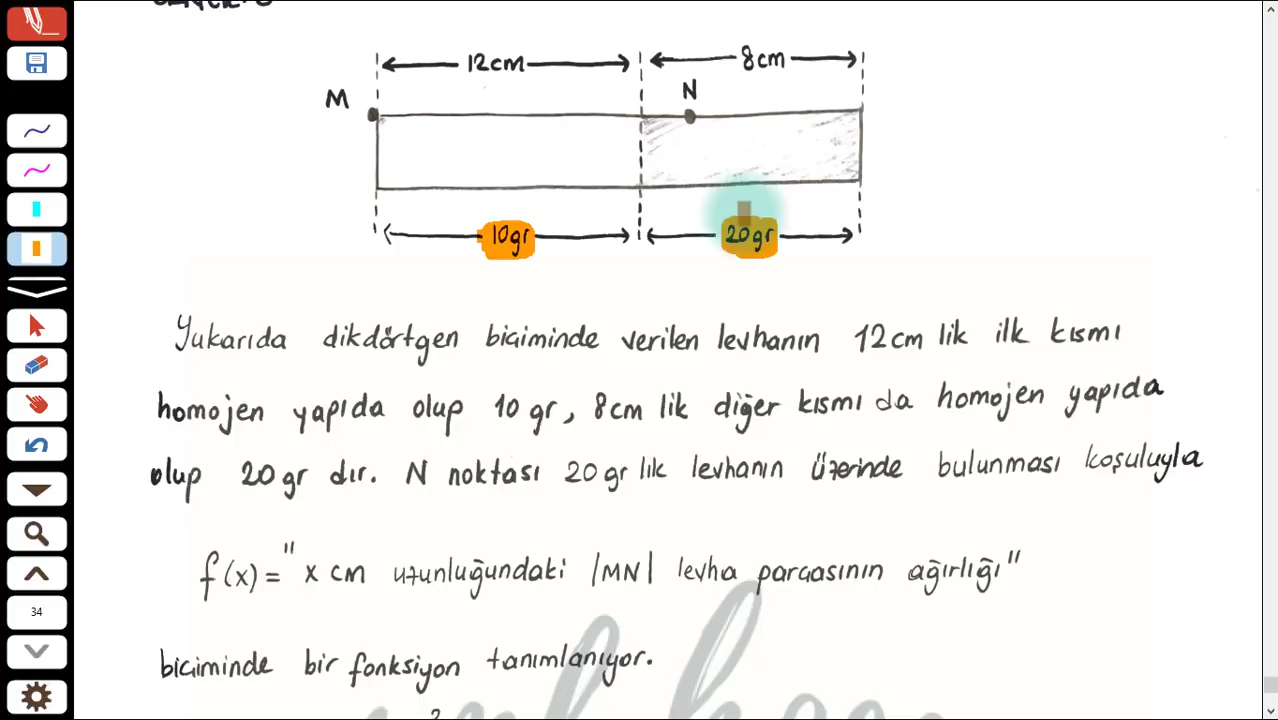 12cm
8cm
M
N
10gr
20gr
Yukarıda dikdörtgen biçiminde verilen levhanın 12cm lik ilk kısmı
homojen yapıda olup 10 gr, 8cm lik diğer kısmı da homojen yapıda
olup 20 gr dır. N noktası 20 gr lık levhanın üzerinde bulunması koşuluyla
f(x) = " x cm uzunluğundaki |MN| levha parçasının ağırlığı "
biçiminde bir fonksiyon tanımlanıyor.
34